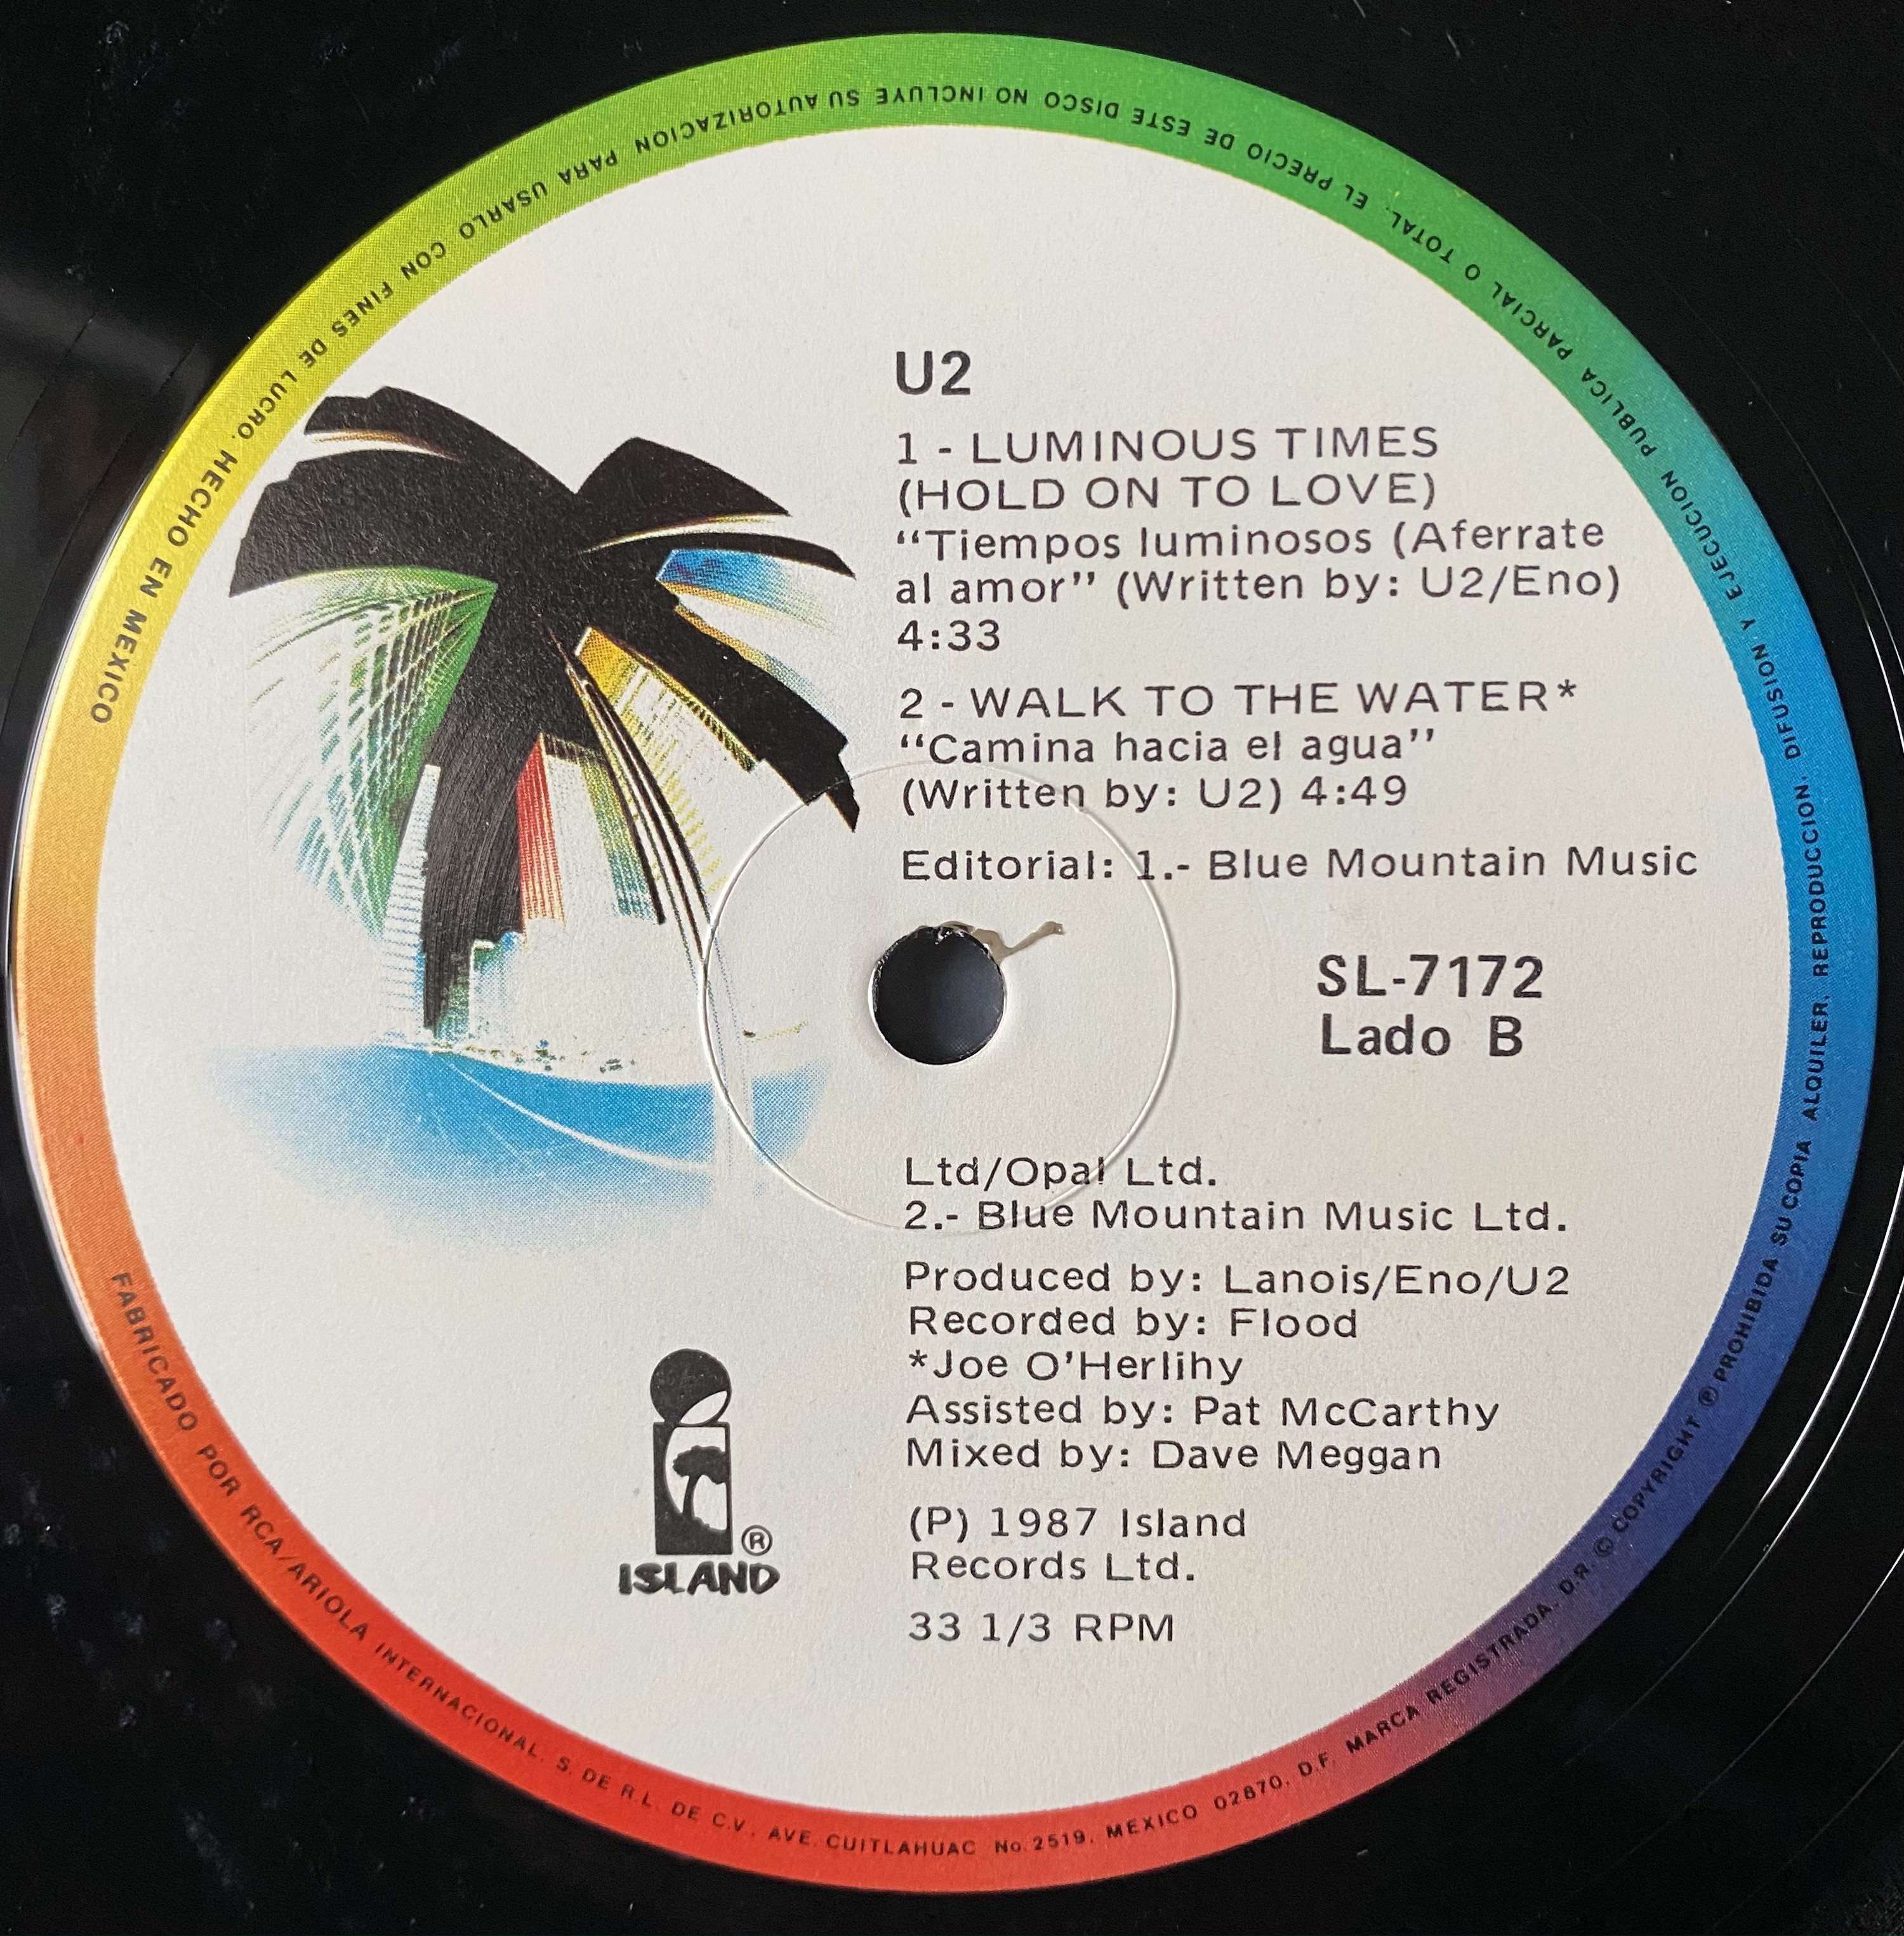 U2
1 - LUMINOUS TIMES
(HOLD ON TO LOVE)
“Tiempos luminosos (Aferrate
al amor” (Written by: U2/Eno)
4:33
2 - WALK TO THE WATER*
“Camina hacia el agua”
(Written by: U2) 4:49
Editorial: 1.- Blue Mountain Music
SL-7172
Lado B
Ltd/Opal Ltd.
2.- Blue Mountain Music Ltd.
Produced by: Lanois/Eno/U2
Recorded by: Flood
*Joe O'Herlihy
Assisted by: Pat McCarthy
Mixed by: Dave Meggan
(P) 1987 Island
Records Ltd.
33 1/3 RPM
®
ISLAND
FABRICADO POR RCA/ARIOLA INTERNACIONAL, S. DE R.L. DE C.V., AVE. CUITLAHUAC No. 2519, MEXICO 02870, D.F. MARCA REGISTRADA. D.R. © COPYRIGHT ℗ PROHIBIDA SU COPIA ALQUILER, REPRODUCCION, DIFUSION Y EJECUCION PUBLICA PARCIAL O TOTAL. EL PRECIO DE ESTE DISCO NO INCLUYE SU AUTORIZACION PARA USARLO CON FINES DE LUCRO. HECHO EN MEXICO